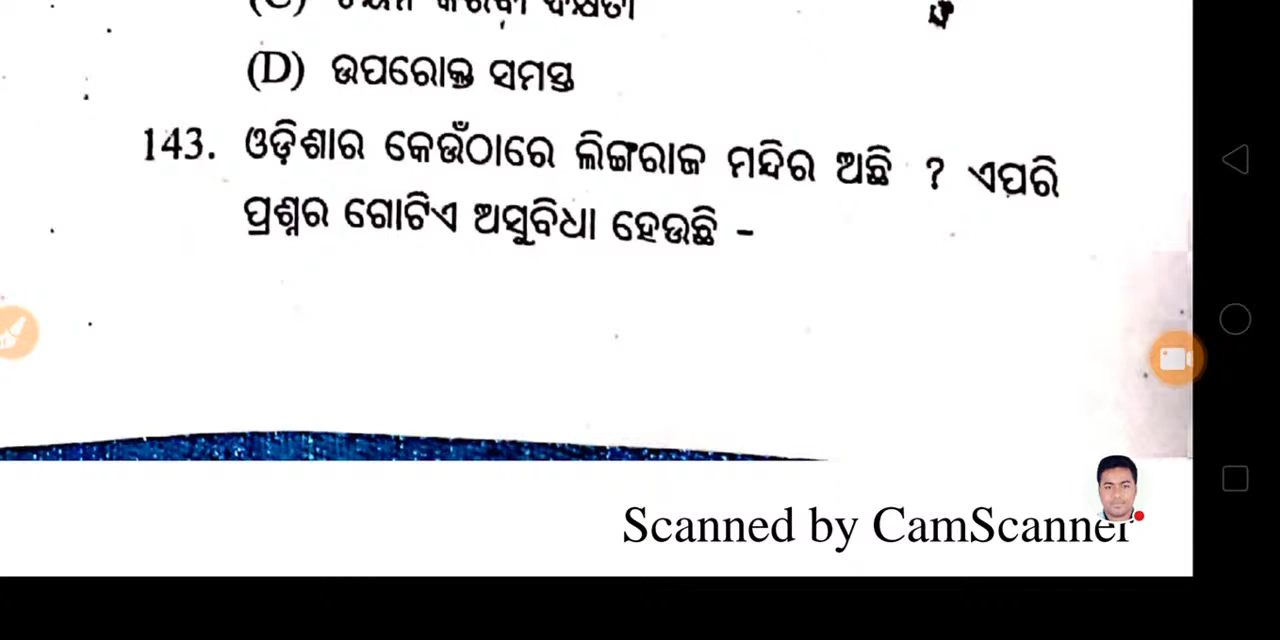 (D) ଉପରୋକ୍ତ ସମସ୍ତ
143. ଓଡ଼ିଶାର କେଉଁଠାରେ ଲିଙ୍ଗରାଜ ମନ୍ଦିର ଅଛି ? ଏପରି
ପ୍ରଶ୍ନର ଗୋଟିଏ ଅସୁବିଧା ହେଉଛି -
Scanned by CamScanner